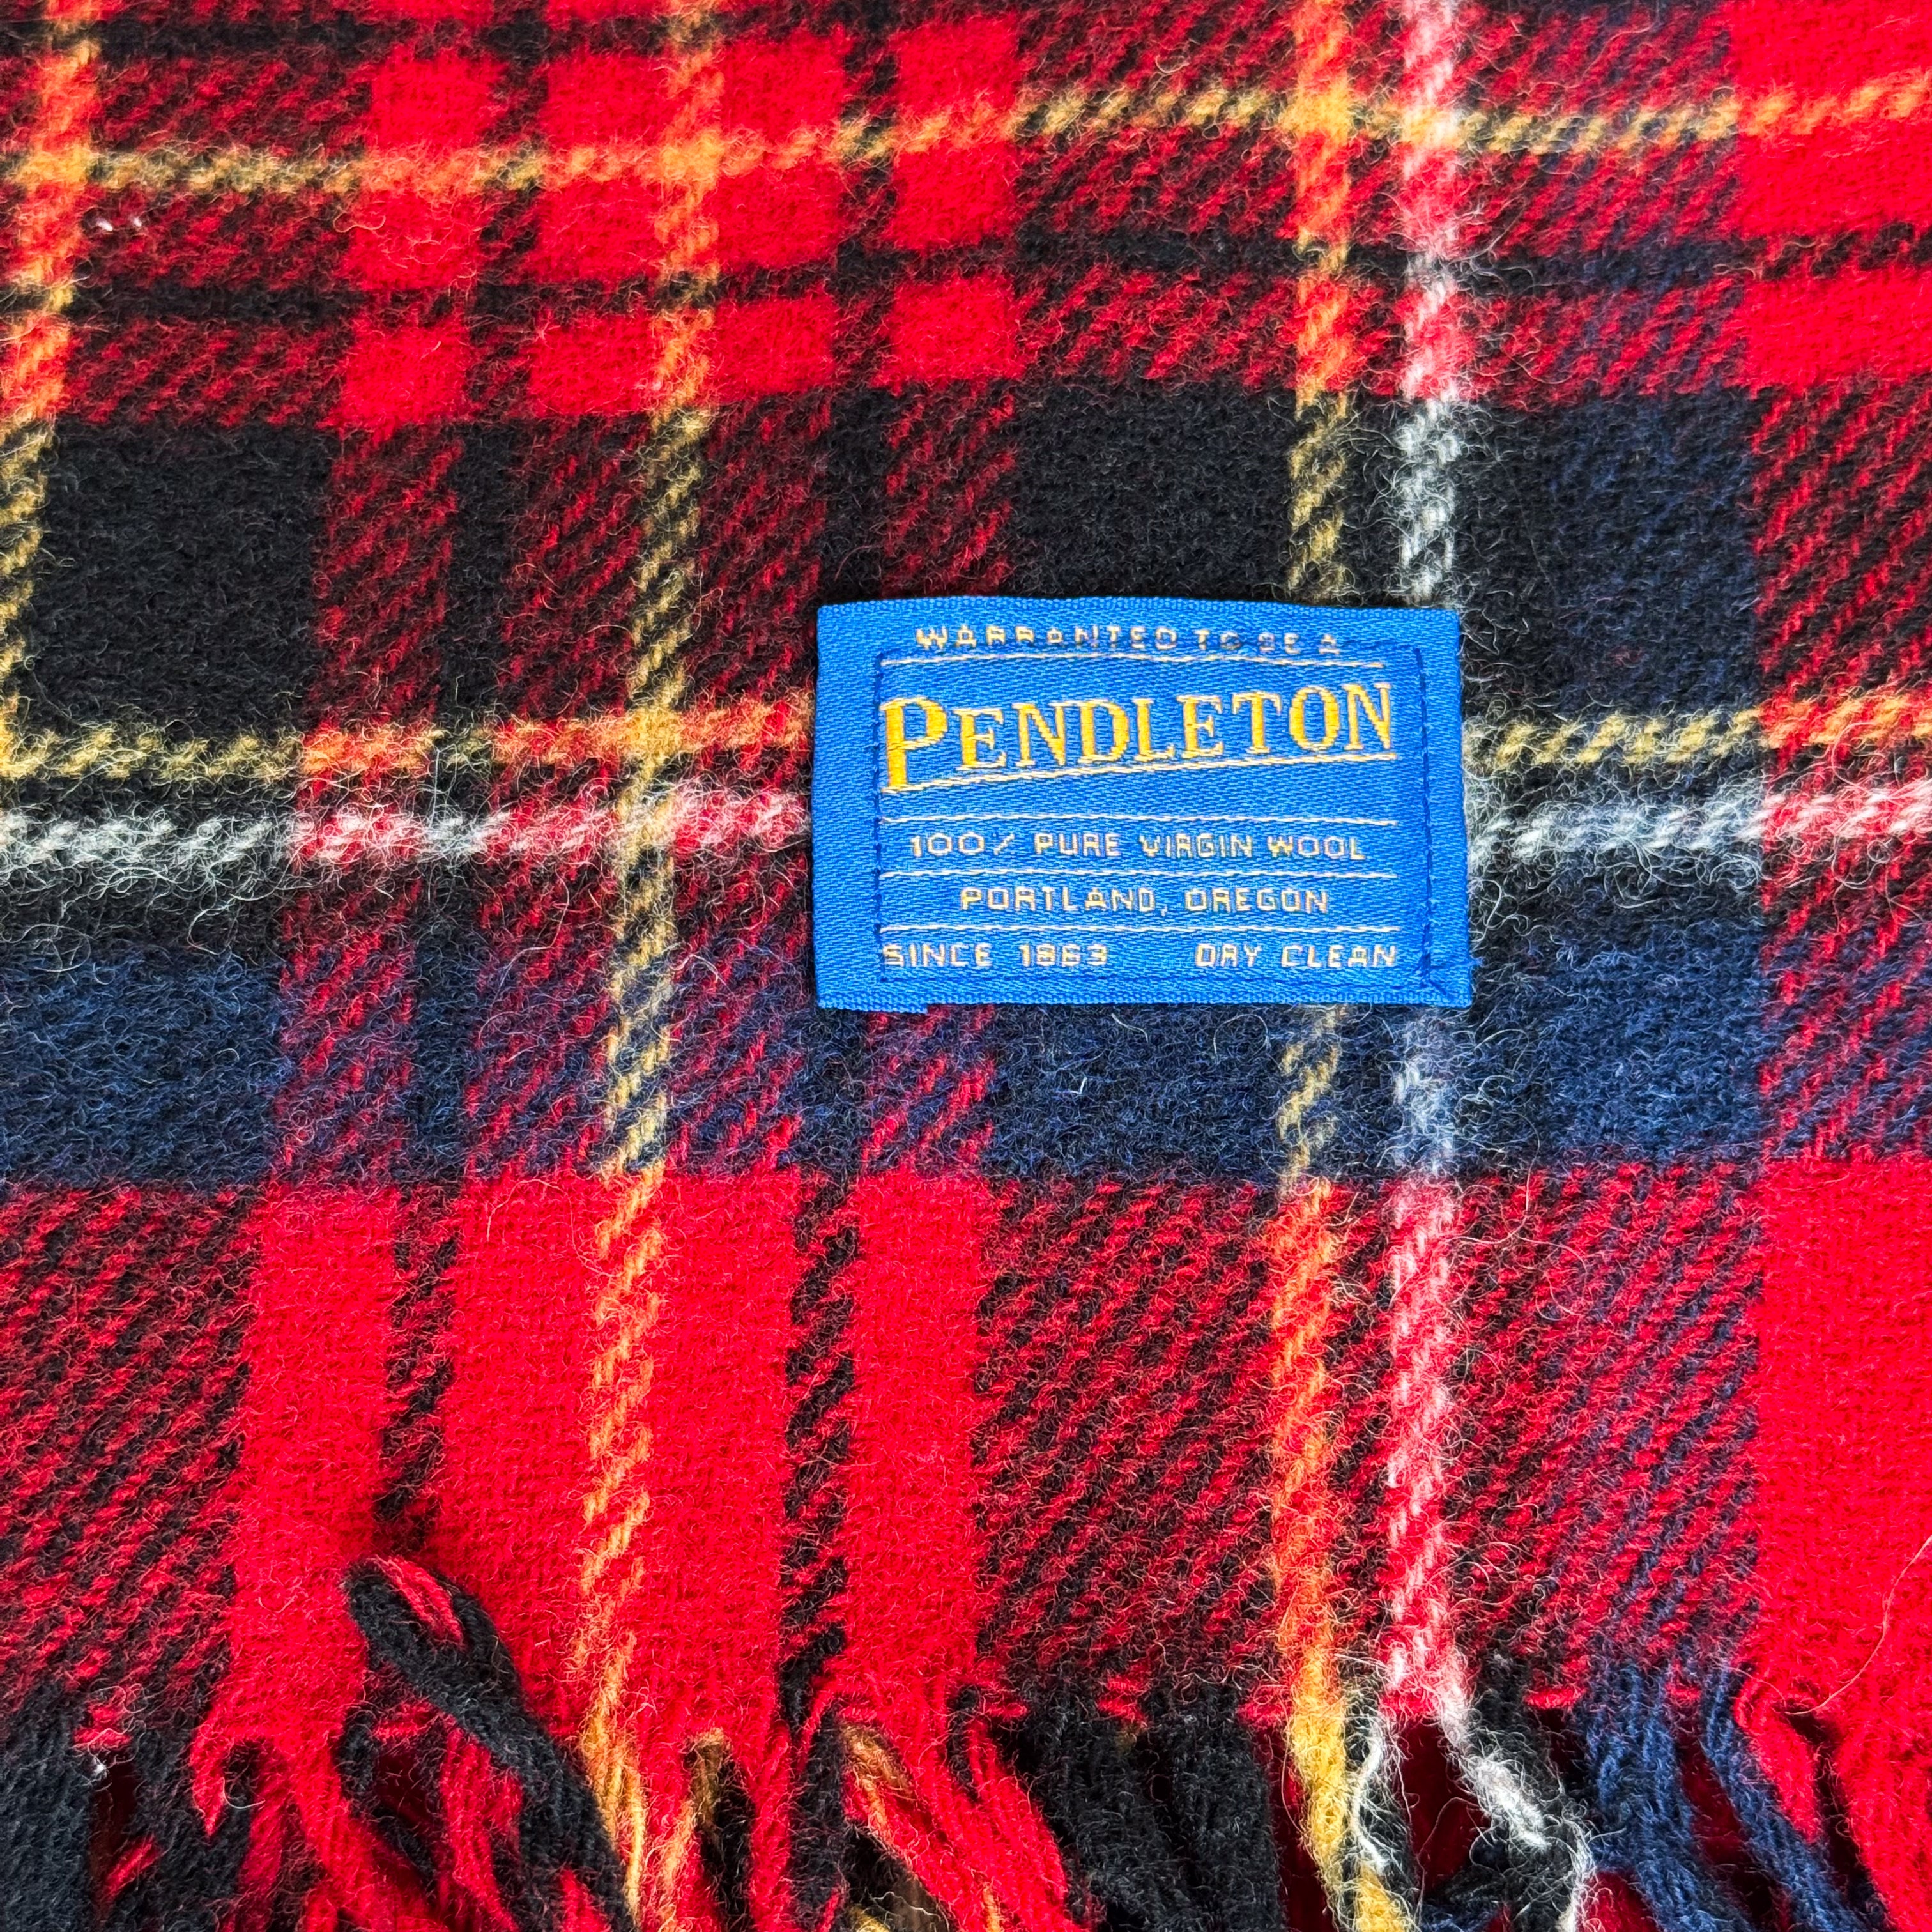 WARRANTED TO BE A
PENDLETON
100% PURE VIRGIN WOOL
PORTLAND, OREGON
SINCE 1863 DRY CLEAN